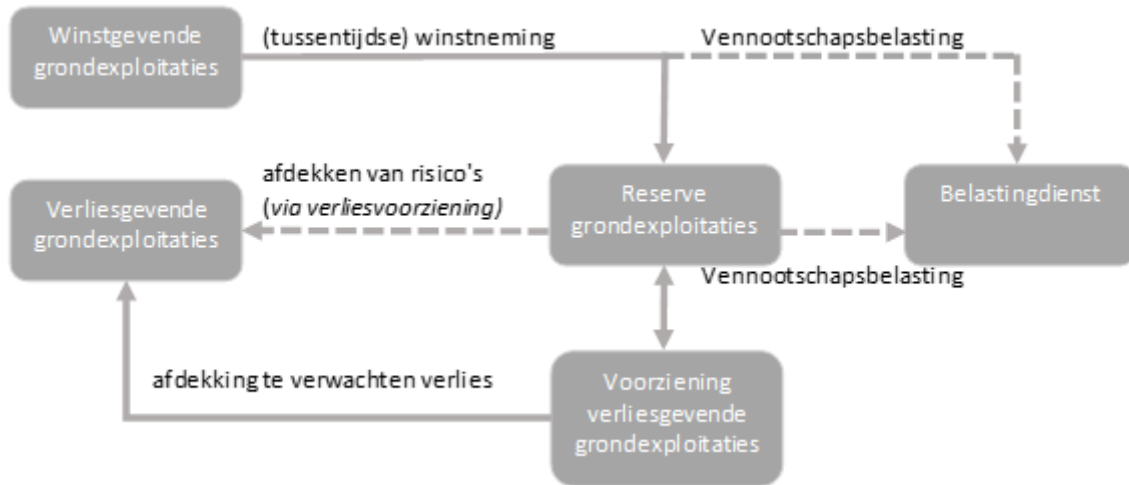 Winstgevende
grondexploitaties
(tussentijdse) winstneming
Vennootschapsbelasting
afdekken van risico's
(via verliesvoorziening)
Verliesgevende
grondexploitaties
Reserve
grondexploitaties
Belastingdienst
Vennootschapsbelasting
afdekking te verwachten verlies
Voorziening
verliesgevende
grondexploitaties